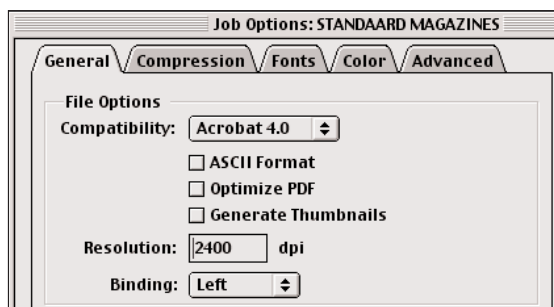 Job Options: STANDAARD MAGAZINES
General Compression Fonts Color Advanced
File Options
Compatibility: Acrobat 4.0
ASCII Format
Optimize PDF
Generate Thumbnails
Resolution: 2400 dpi
Binding: Left